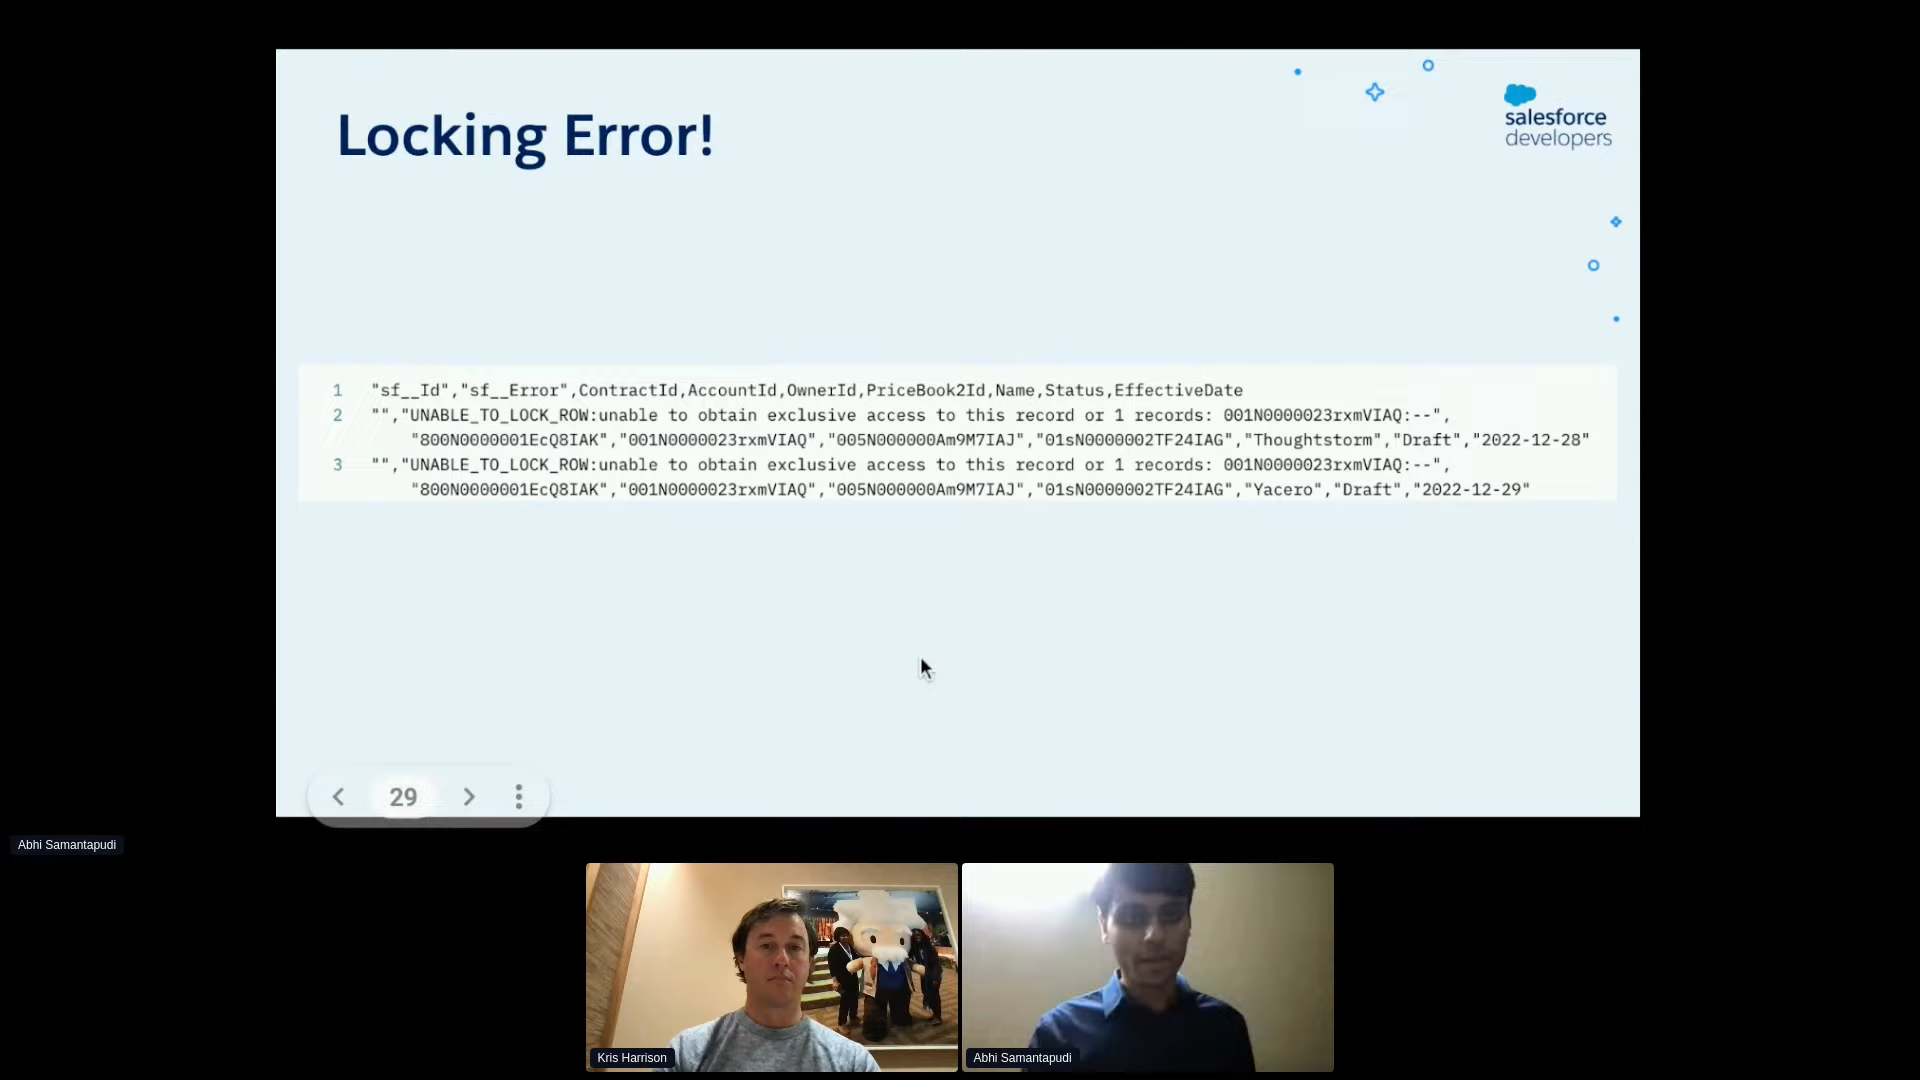 Locking Error!
salesforce
developers
1 "sf__Id","sf__Error",ContractId,AccountId,OwnerId,PriceBook2Id,Name,Status,EffectiveDate
2 "","UNABLE_TO_LOCK_ROW:unable to obtain exclusive access to this record or 1 records: 001N0000023rxmVIAQ:--",
"800N0000001EcQ8IAK","001N0000023rxmVIAQ","005N000000Am9M7IAJ","01sN0000002TF24IAG","Thoughtstorm","Draft","2022-12-28"
3 "","UNABLE_TO_LOCK_ROW:unable to obtain exclusive access to this record or 1 records: 001N0000023rxmVIAQ:--",
"800N0000001EcQ8IAK","001N0000023rxmVIAQ","005N000000Am9M7IAJ","01sN0000002TF24IAG","Yacero","Draft","2022-12-29"
29
Abhi Samantapudi
Kris Harrison
Abhi Samantapudi